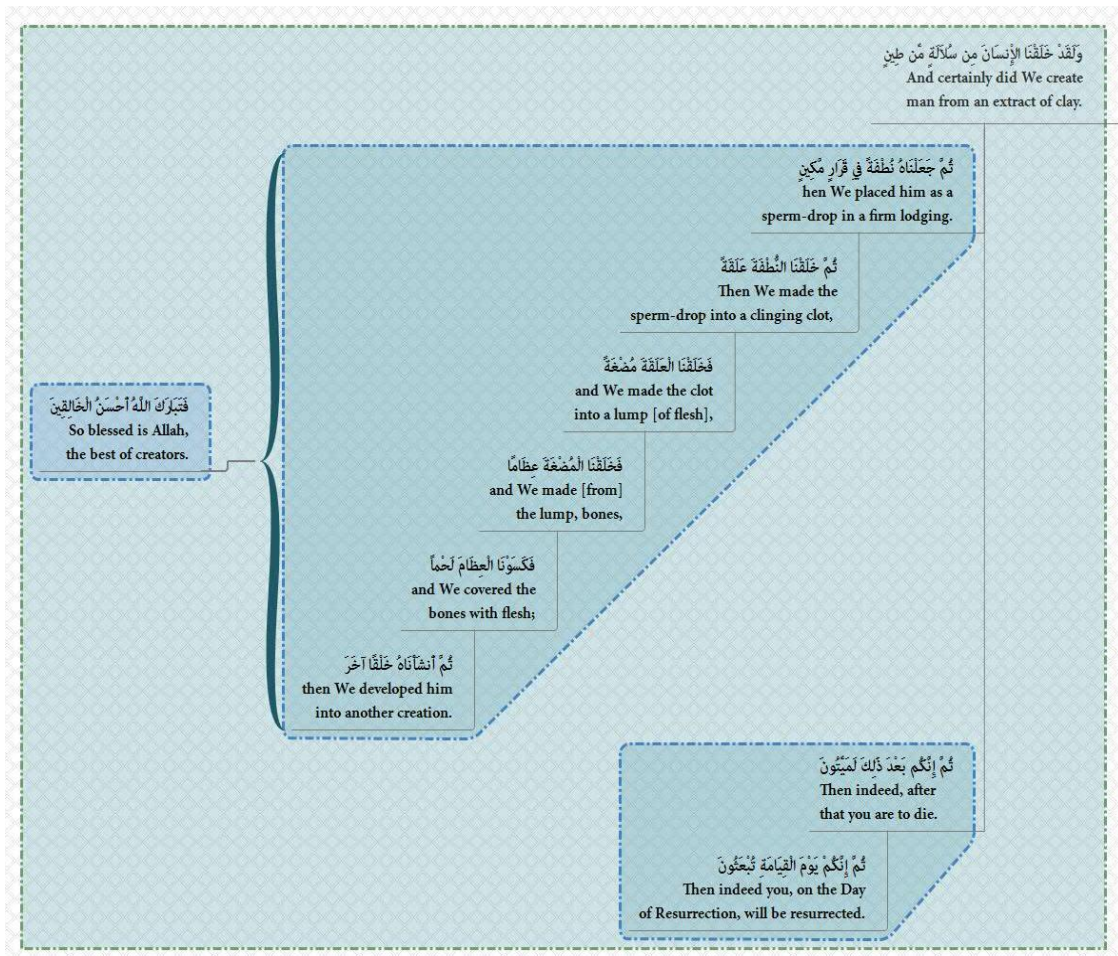 وَلَقَدْ خَلَقْنَا الْإِنسَانَ مِن سُلَالَةٍ مِّن طِينٍ
And certainly did We create
man from an extract of clay.
ثُمَّ جَعَلْنَاهُ نُطْفَةً فِي قَرَارٍ مَّكِينٍ
hen We placed him as a
sperm-drop in a firm lodging.
ثُمَّ خَلَقْنَا النُّطْفَةَ عَلَقَةً
Then We made the
sperm-drop into a clinging clot,
فَخَلَقْنَا الْعَلَقَةَ مُضْغَةً
and We made the clot
into a lump [of flesh],
فَخَلَقْنَا الْمُضْغَةَ عِظَامًا
and We made [from]
the lump, bones,
فَكَسَوْنَا الْعِظَامَ لَحْماً
and We covered the
bones with flesh;
ثُمَّ أَنشَأْنَاهُ خَلْقًا آخَرَ
then We developed him
into another creation.
فَتَبَارَكَ اللَّهُ أَحْسَنُ الْخَالِقِينَ
So blessed is Allah,
the best of creators.
ثُمَّ إِنَّكُم بَعْدَ ذَلِكَ لَمَيِّتُونَ
Then indeed, after
that you are to die.
ثُمَّ إِنَّكُمْ يَوْمَ الْقِيَامَةِ تُبْعَثُونَ
Then indeed you, on the Day
of Resurrection, will be resurrected.